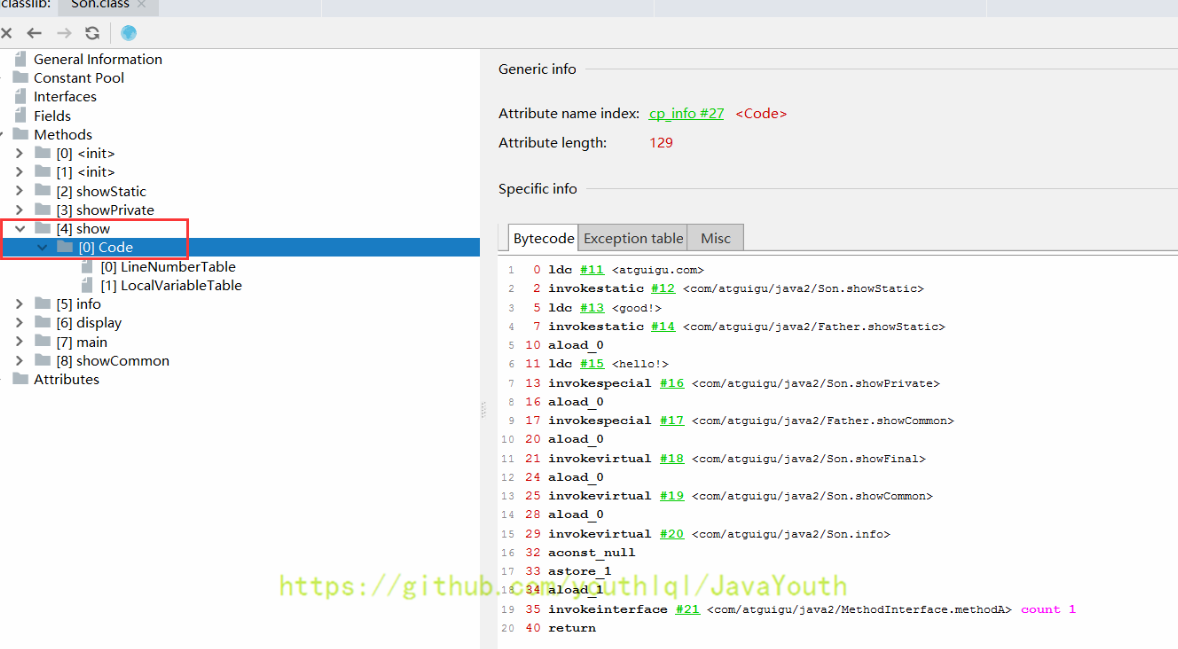 classlib:
Son.class
General Information
Constant Pool
Interfaces
Fields
Methods
[0] <init>
[1] <init>
[2] showStatic
[3] showPrivate
[4] show
[0] Code
[0] LineNumberTable
[1] LocalVariableTable
[5] info
[6] display
[7] main
[8] showCommon
Attributes
Generic info
Attribute name index: cp_info #27 <Code>
Attribute length: 129
Specific info
Bytecode Exception table Misc
1 0 ldc #11 <atguigu.com>
2 2 invokestatic #12 <com/atguigu/java2/Son.showStatic>
3 5 ldc #13 <good!>
4 7 invokestatic #14 <com/atguigu/java2/Father.showStatic>
5 10 aload_0
6 11 ldc #15 <hello!>
7 13 invokespecial #16 <com/atguigu/java2/Son.showPrivate>
8 16 aload_0
9 17 invokespecial #17 <com/atguigu/java2/Father.showCommon>
10 20 aload_0
11 21 invokevirtual #18 <com/atguigu/java2/Son.showFinal>
12 24 aload_0
13 25 invokevirtual #19 <com/atguigu/java2/Son.showCommon>
14 28 aload_0
15 29 invokevirtual #20 <com/atguigu/java2/Son.info>
16 32 aconst_null
17 33 astore_1
18 34 aload_1
19 35 invokeinterface #21 <com/atguigu/java2/MethodInterface.methodA> count 1
20 40 return
https://github.com/youthlql/JavaYouth